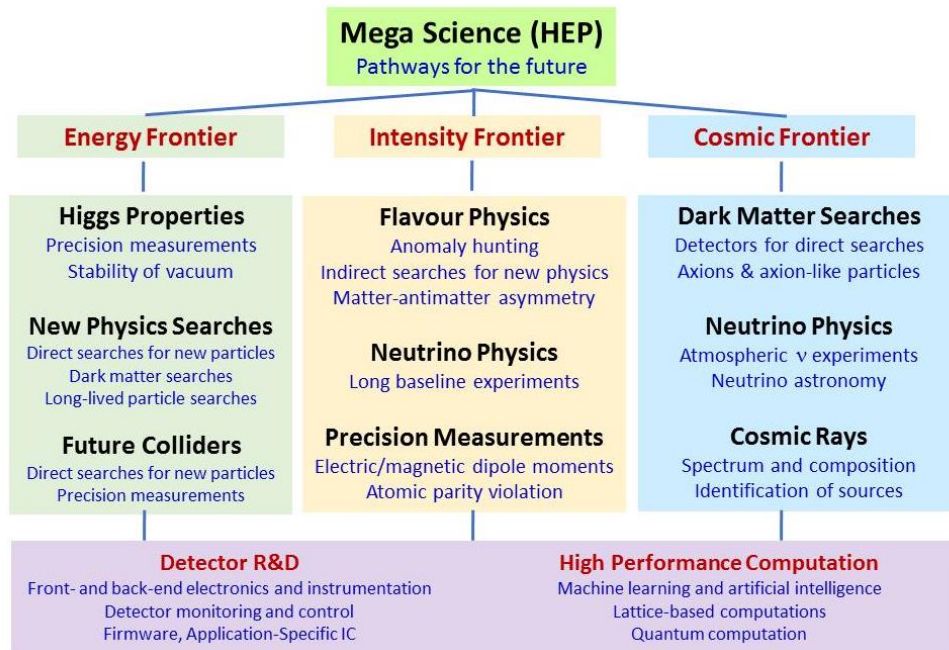 Mega Science (HEP)
Pathways for the future
Energy Frontier
Intensity Frontier
Cosmic Frontier
Higgs Properties
Precision measurements
Stability of vacuum
New Physics Searches
Direct searches for new particles
Dark matter searches
Long-lived particle searches
Future Colliders
Direct searches for new particles
Precision measurements
Flavour Physics
Anomaly hunting
Indirect searches for new physics
Matter-antimatter asymmetry
Neutrino Physics
Long baseline experiments
Precision Measurements
Electric/magnetic dipole moments
Atomic parity violation
Dark Matter Searches
Detectors for direct searches
Axions & axion-like particles
Neutrino Physics
Atmospheric ν experiments
Neutrino astronomy
Cosmic Rays
Spectrum and composition
Identification of sources
Detector R&D
Front- and back-end electronics and instrumentation
Detector monitoring and control
Firmware, Application-Specific IC
High Performance Computation
Machine learning and artificial intelligence
Lattice-based computations
Quantum computation